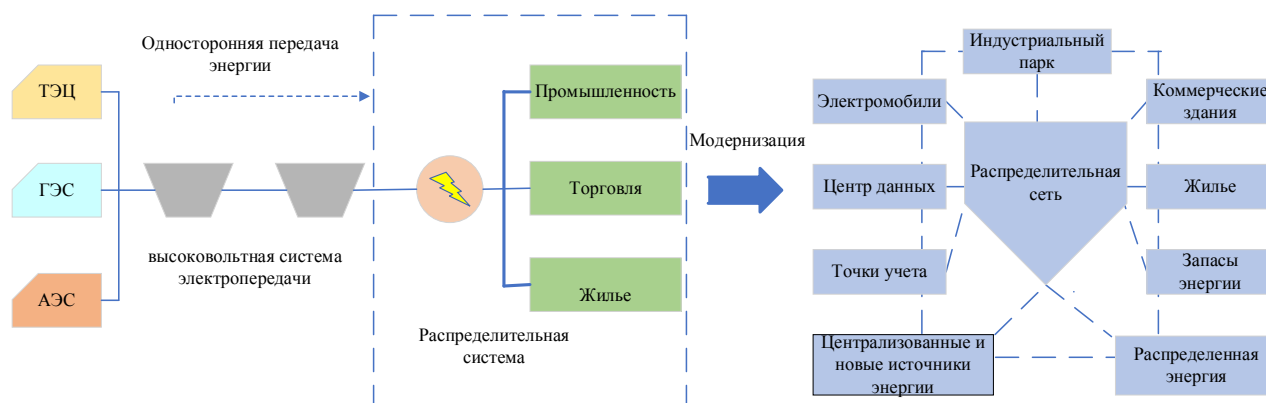 Односторонняя передача
энергии
ТЭЦ
ГЭС
АЭС
высоковольтная система
электропередачи
Промышленность
Торговля
Жилье
Распределительная
система
Модернизация
Индустриальный
парк
Электромобили
Коммерческие
здания
Центр данных
Распределительная
сеть
Жилье
Точки учета
Запасы
энергии
Централизованные и
новые источники
энергии
Распределенная
энергия